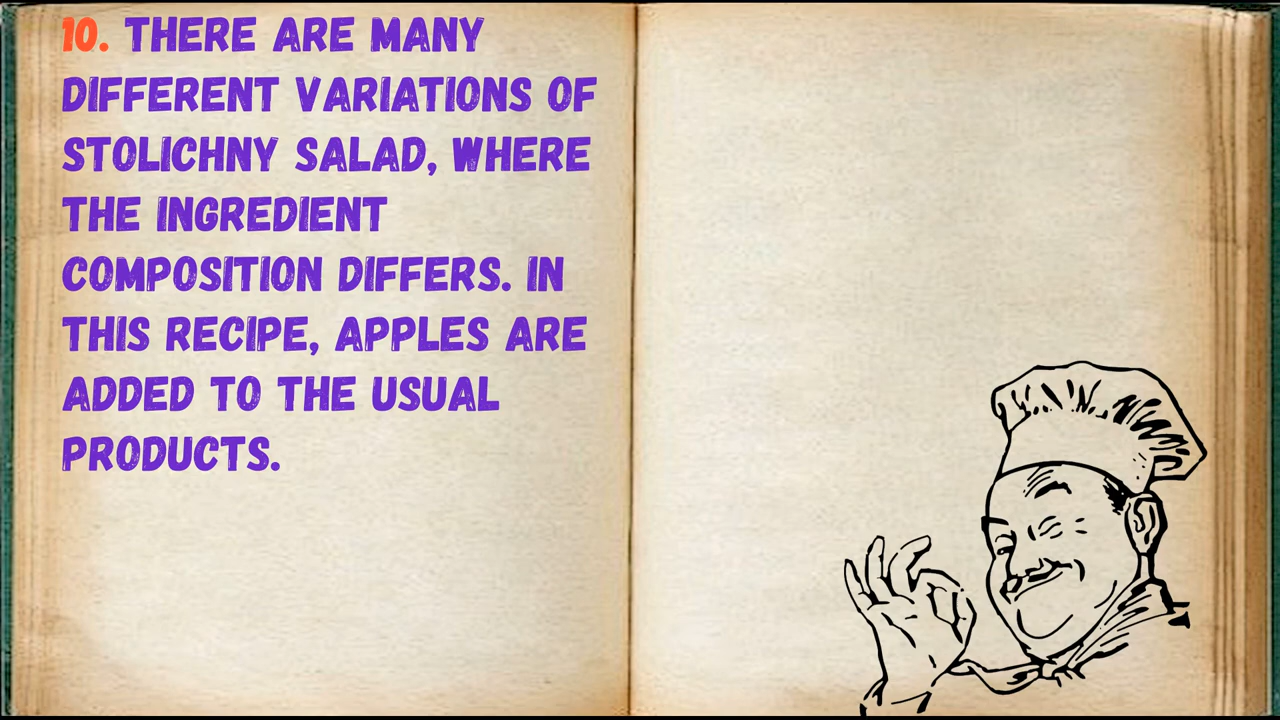 10. THERE ARE MANY
DIFFERENT VARIATIONS OF
STOLICHNY SALAD, WHERE
THE INGREDIENT
COMPOSITION DIFFERS. IN
THIS RECIPE, APPLES ARE
ADDED TO THE USUAL
PRODUCTS.